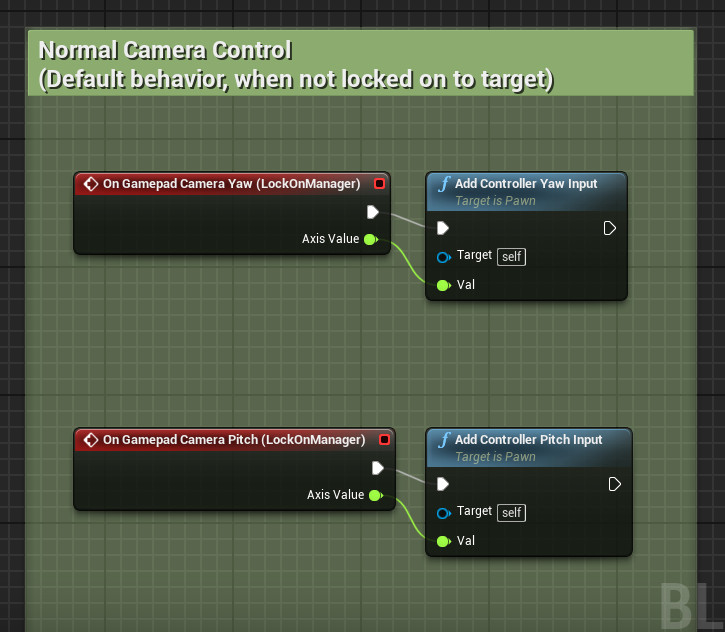 Normal Camera Control
(Default behavior, when not locked on to target)
On Gamepad Camera Yaw (LockOnManager)
Axis Value
f Add Controller Yaw Input
Target is Pawn
Target self
Val
On Gamepad Camera Pitch (LockOnManager)
Axis Value
f Add Controller Pitch Input
Target is Pawn
Target self
Val
BL